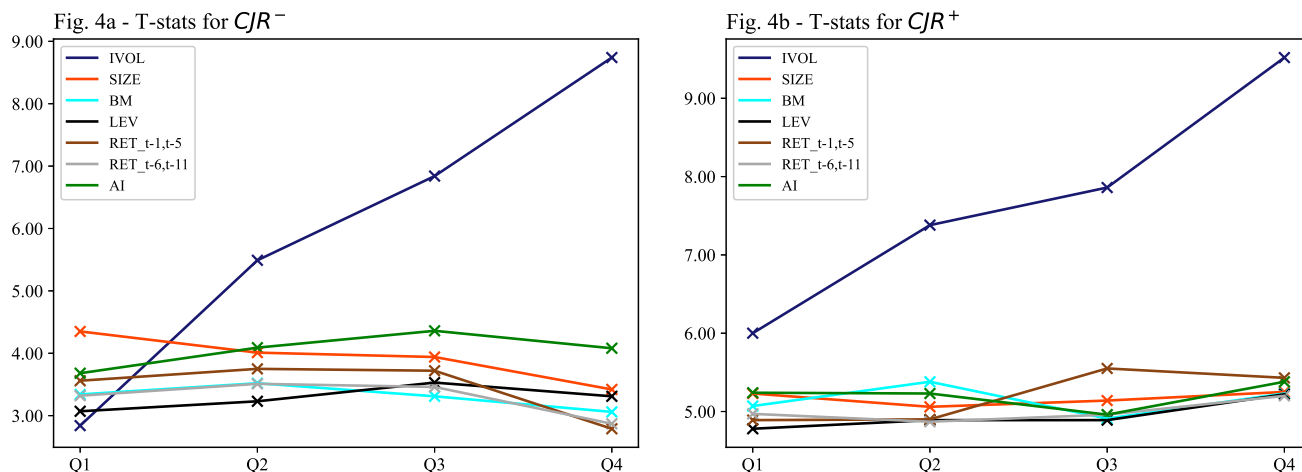 Fig. 4a - T-stats for CJR−
9.00
8.00
7.00
6.00
5.00
4.00
3.00
IVOL
SIZE
BM
LEV
RET_t-1,t-5
RET_t-6,t-11
AI
Q1 Q2 Q3 Q4
Fig. 4b - T-stats for CJR+
9.00
8.00
7.00
6.00
5.00
IVOL
SIZE
BM
LEV
RET_t-1,t-5
RET_t-6,t-11
AI
Q1 Q2 Q3 Q4